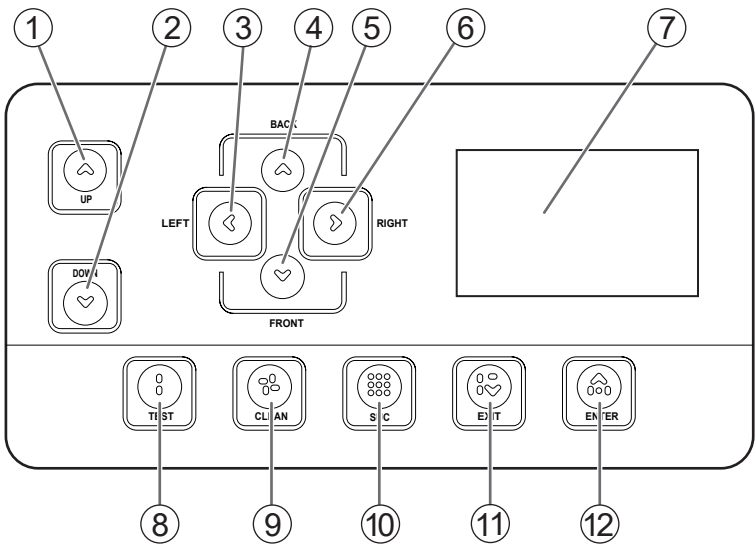 1 2 3 4 5 6 7
BACK
UP
LEFT
RIGHT
DOWN
FRONT
TEST CLEAN EXIT ENTER
8 9 10 11 12